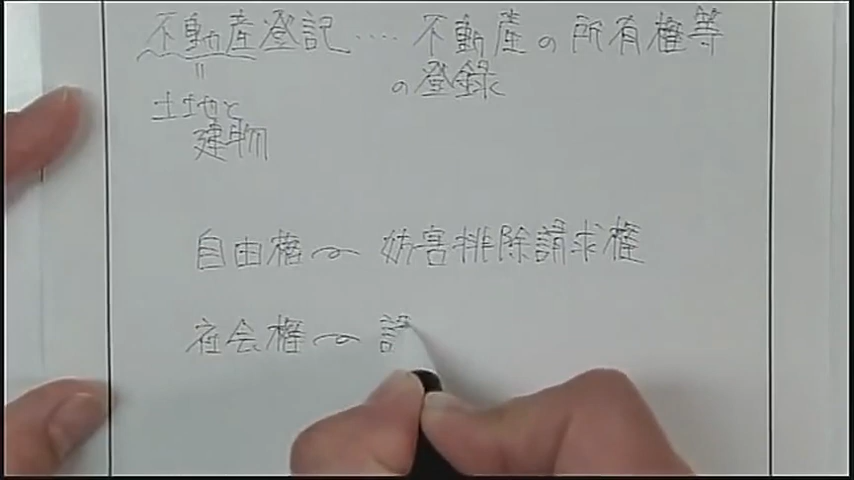 不動産登記‥‥不動産の所有権等
の登録
=
土地と
建物
自由権〜妨害排除請求権
社会権〜